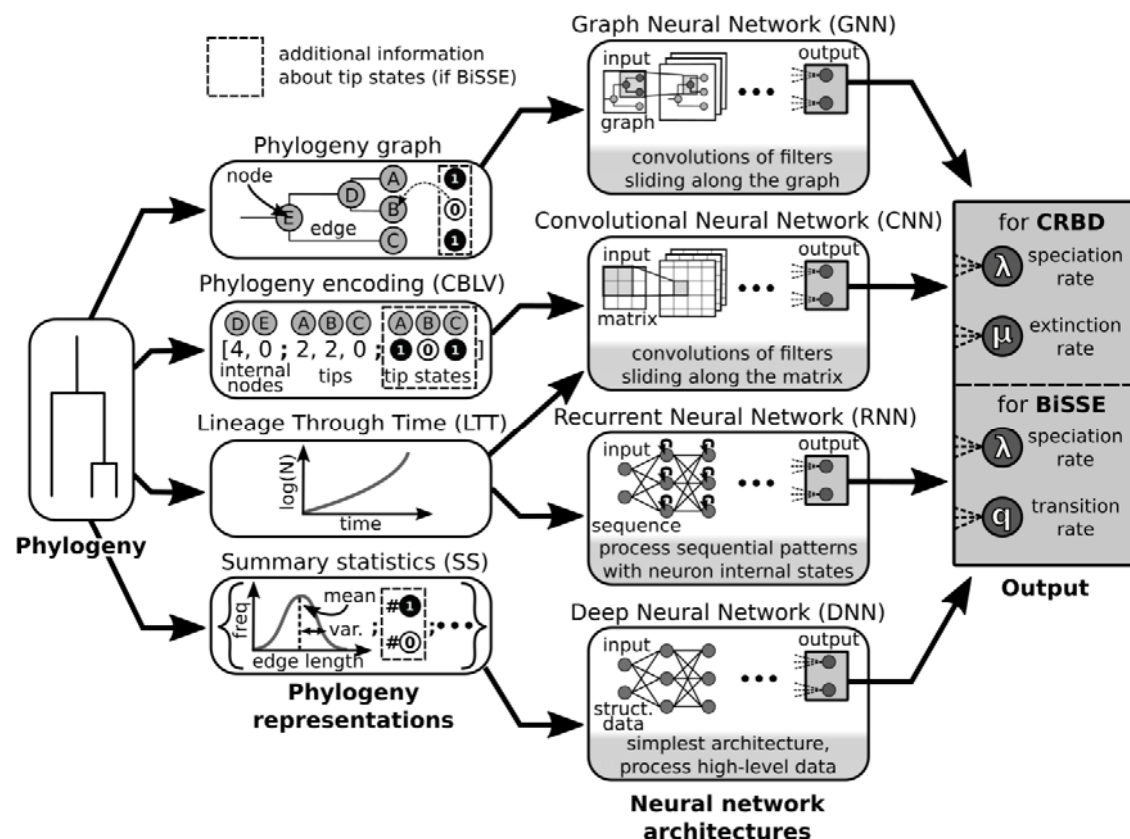 additional information
about tip states (if BiSSE)
Phylogeny graph
node
A
D
B
E
edge
C
1
0
1
Phylogeny encoding (CBLV)
D E A B C A B C
[4, 0 ; 2, 2, 0 ; 1 0 1 ]
internal
nodes
tips
tip states
Lineage Through Time (LTT)
log(N)
time
Phylogeny
Summary statistics (SS)
freq
mean
var.
edge length
; #1
#0
; •••
Phylogeny
representations
Graph Neural Network (GNN)
input
output
graph
•••
convolutions of filters
sliding along the graph
Convolutional Neural Network (CNN)
input
output
matrix
•••
convolutions of filters
sliding along the matrix
Recurrent Neural Network (RNN)
input
output
sequence
•••
process sequential patterns
with neuron internal states
Deep Neural Network (DNN)
input
output
struct.
data
•••
simplest architecture,
process high-level data
Neural network
architectures
for CRBD
λ speciation
rate
μ extinction
rate
for BiSSE
λ speciation
rate
q transition
rate
Output